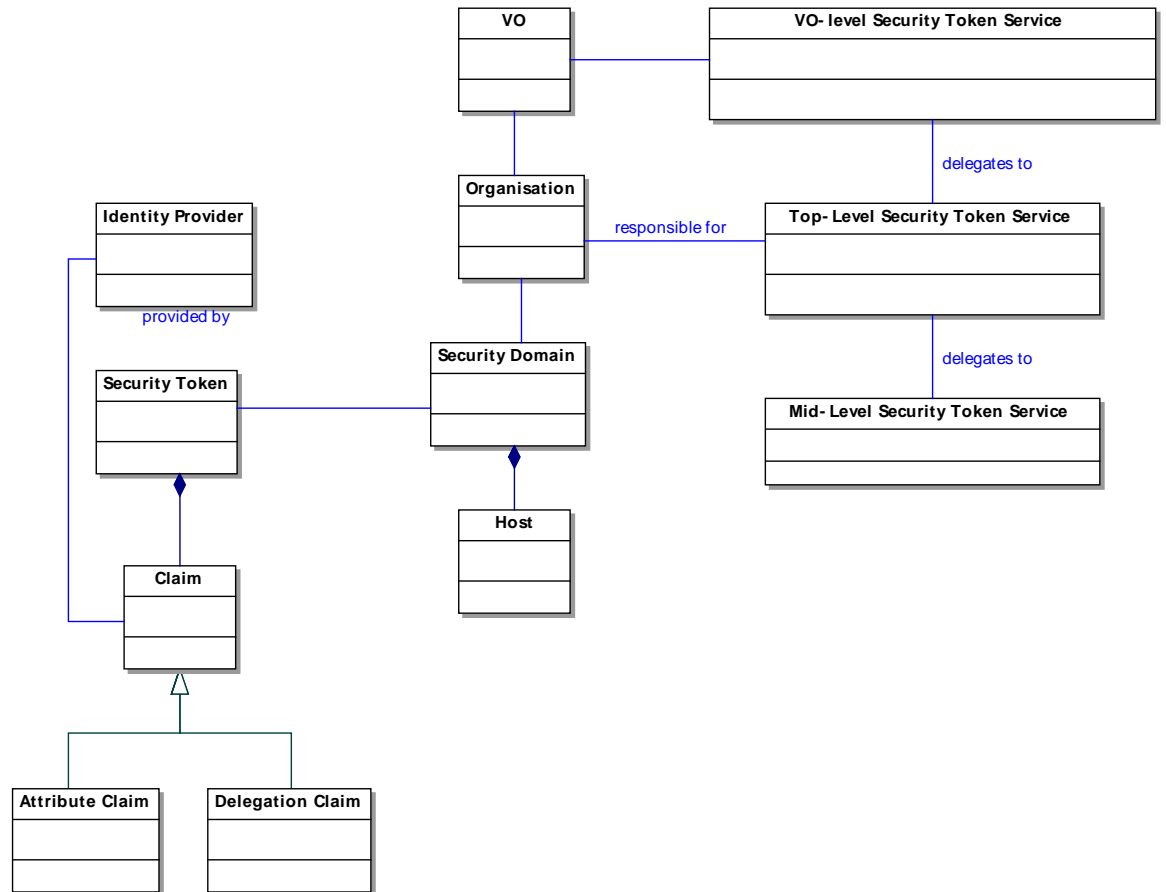 VO
VO- level Security Token Service
delegates to
Organisation
Identity Provider
Top- Level Security Token Service
responsible for
provided by
Security Domain
delegates to
Security Token
Mid- Level Security Token Service
Host
Claim
Attribute Claim
Delegation Claim